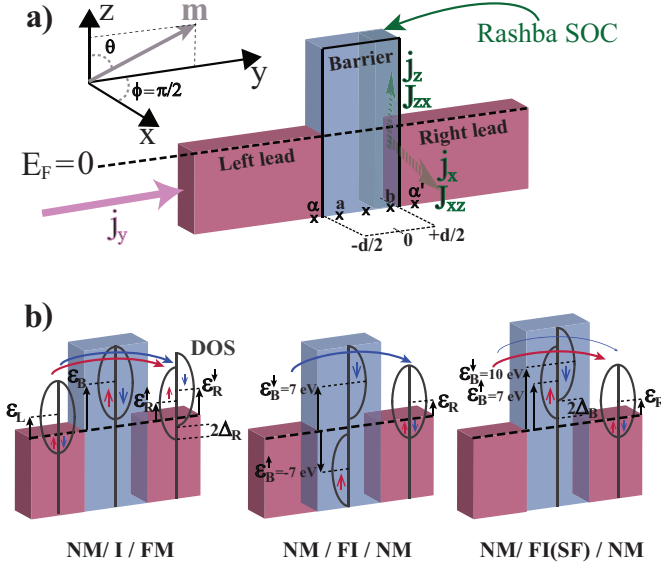 a)
z
m
θ
y
ϕ=π/2
x
Rashba SOC
Barrier
j_z
J_zx
Right lead
Left lead
E_F=0
j_x
J_xz
j_y
α
a
b
α'
-d/2
0
+d/2
b)
DOS
ε_L
ε_B
ε_R^↑
ε_R^↓
2Δ_R
ε_B^↓=7 eV
ε_B^↑=-7 eV
ε_R
ε_B^↓=10 eV
ε_B^↑=7 eV
2Δ_B
ε_R
NM/ I / FM
NM / FI / NM
NM/ FI(SF) / NM